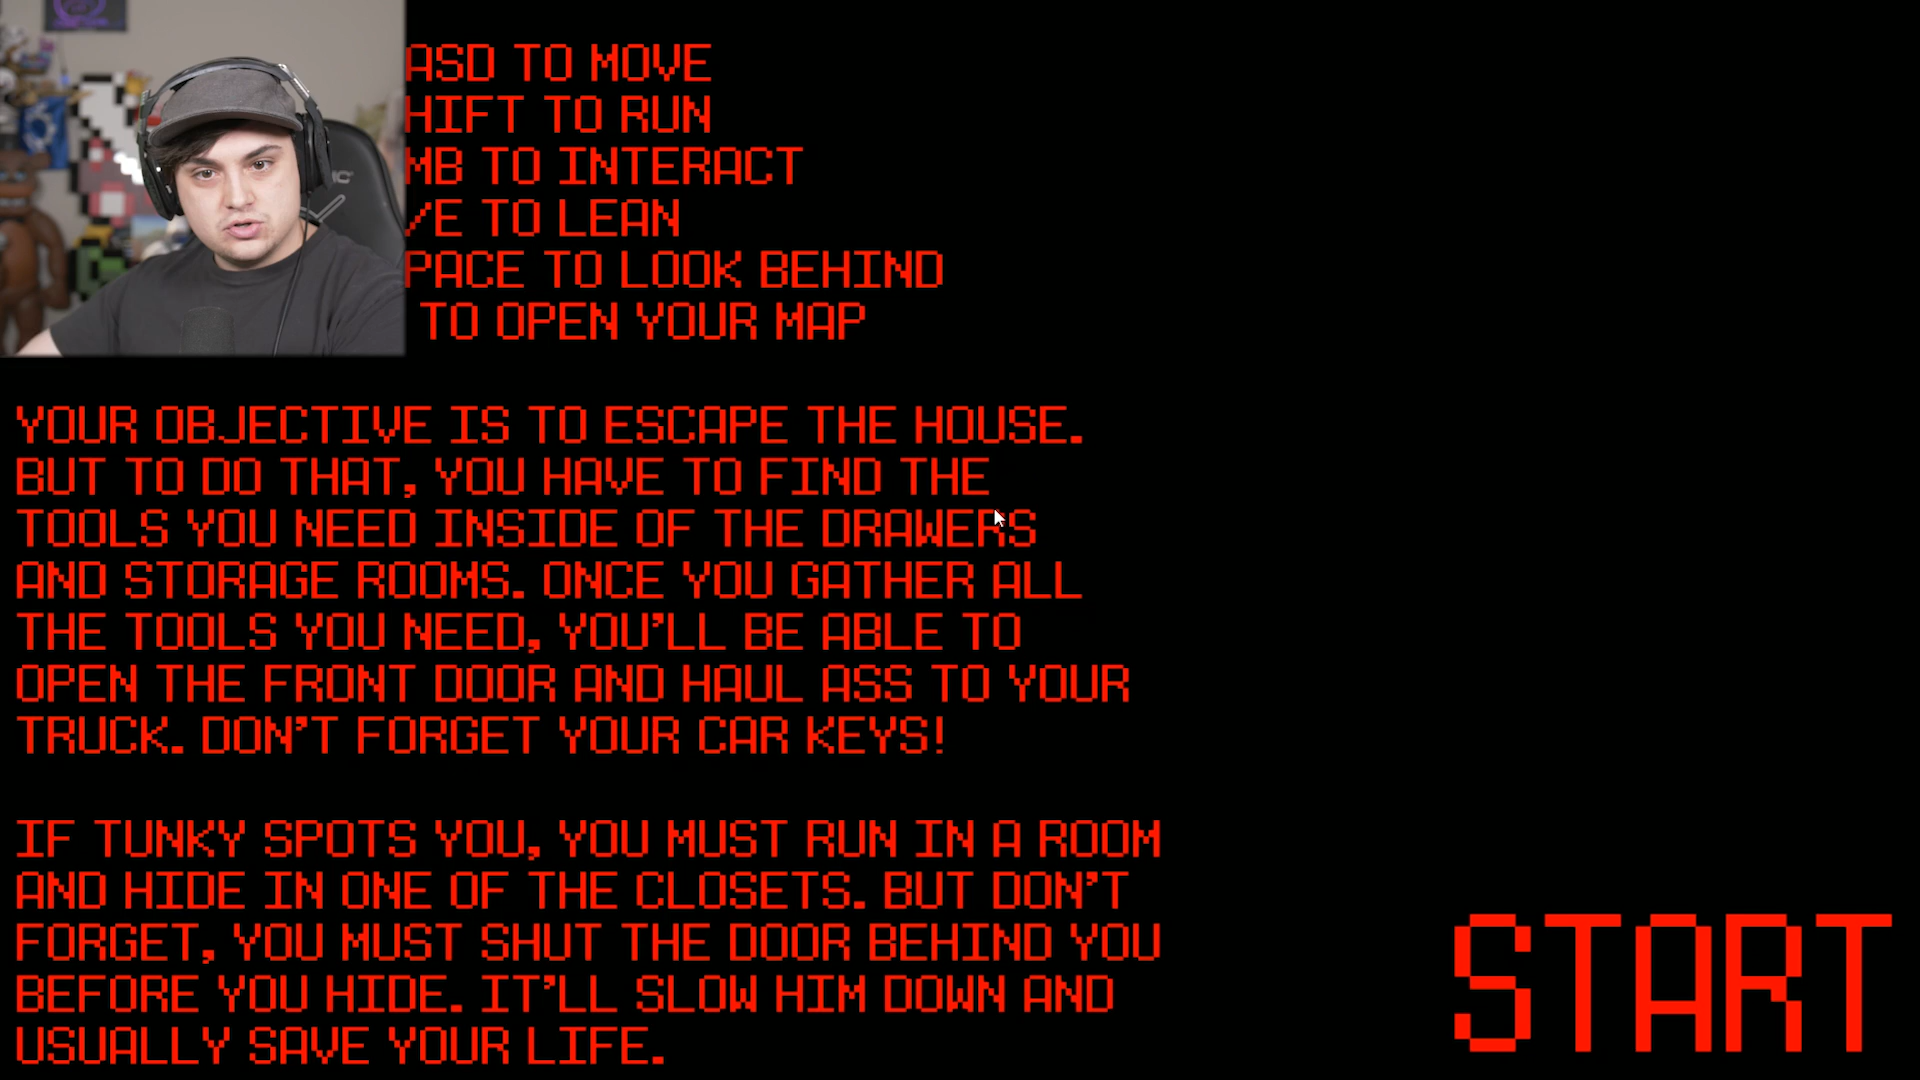 ASD TO MOVE
HIFT TO RUN
MB TO INTERACT
/E TO LEAN
PACE TO LOOK BEHIND
TO OPEN YOUR MAP
YOUR OBJECTIVE IS TO ESCAPE THE HOUSE.
BUT TO DO THAT, YOU HAVE TO FIND THE
TOOLS YOU NEED INSIDE OF THE DRAWERS
AND STORAGE ROOMS. ONCE YOU GATHER ALL
THE TOOLS YOU NEED, YOU'LL BE ABLE TO
OPEN THE FRONT DOOR AND HAUL ASS TO YOUR
TRUCK. DON'T FORGET YOUR CAR KEYS!
IF TUNKY SPOTS YOU, YOU MUST RUN IN A ROOM
AND HIDE IN ONE OF THE CLOSETS. BUT DON'T
FORGET, YOU MUST SHUT THE DOOR BEHIND YOU
BEFORE YOU HIDE. IT'LL SLOW HIM DOWN AND
USUALLY SAVE YOUR LIFE.
START